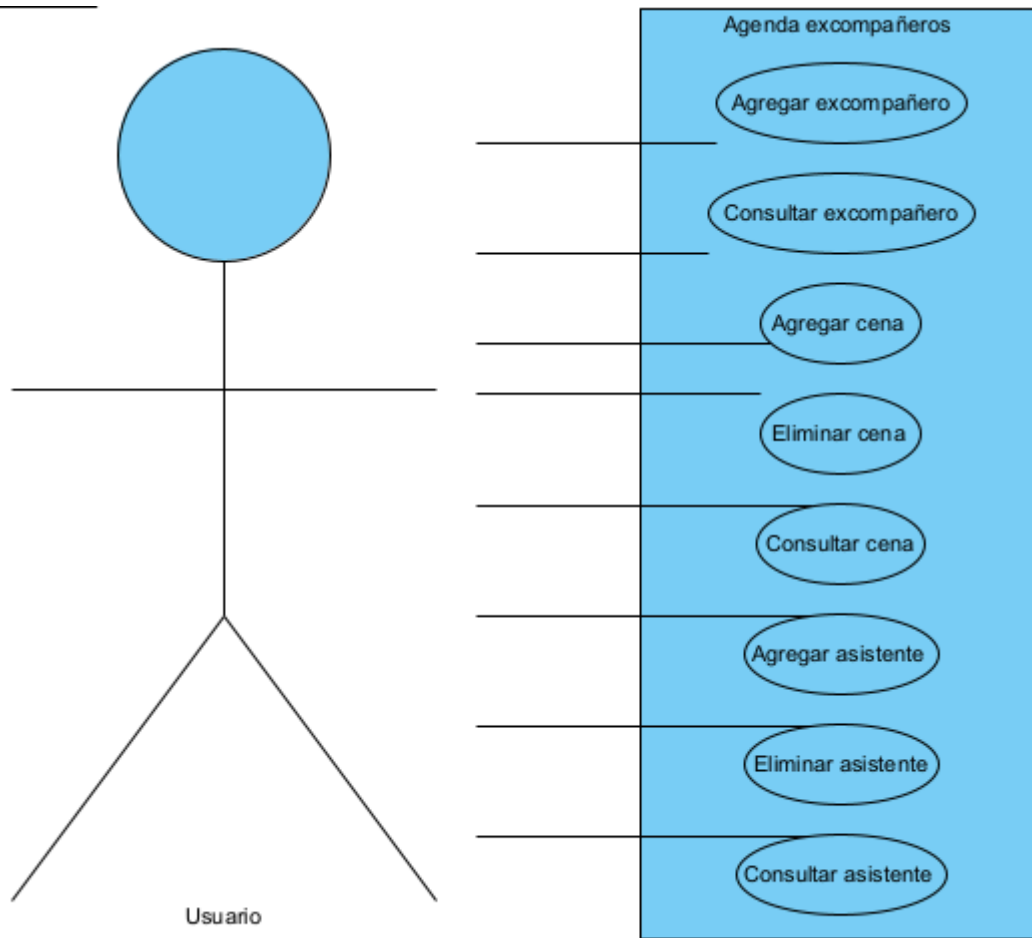 Agenda excompañeros
Agregar excompañero
Consultar excompañero
Agregar cena
Eliminar cena
Consultar cena
Agregar asistente
Eliminar asistente
Consultar asistente
Usuario